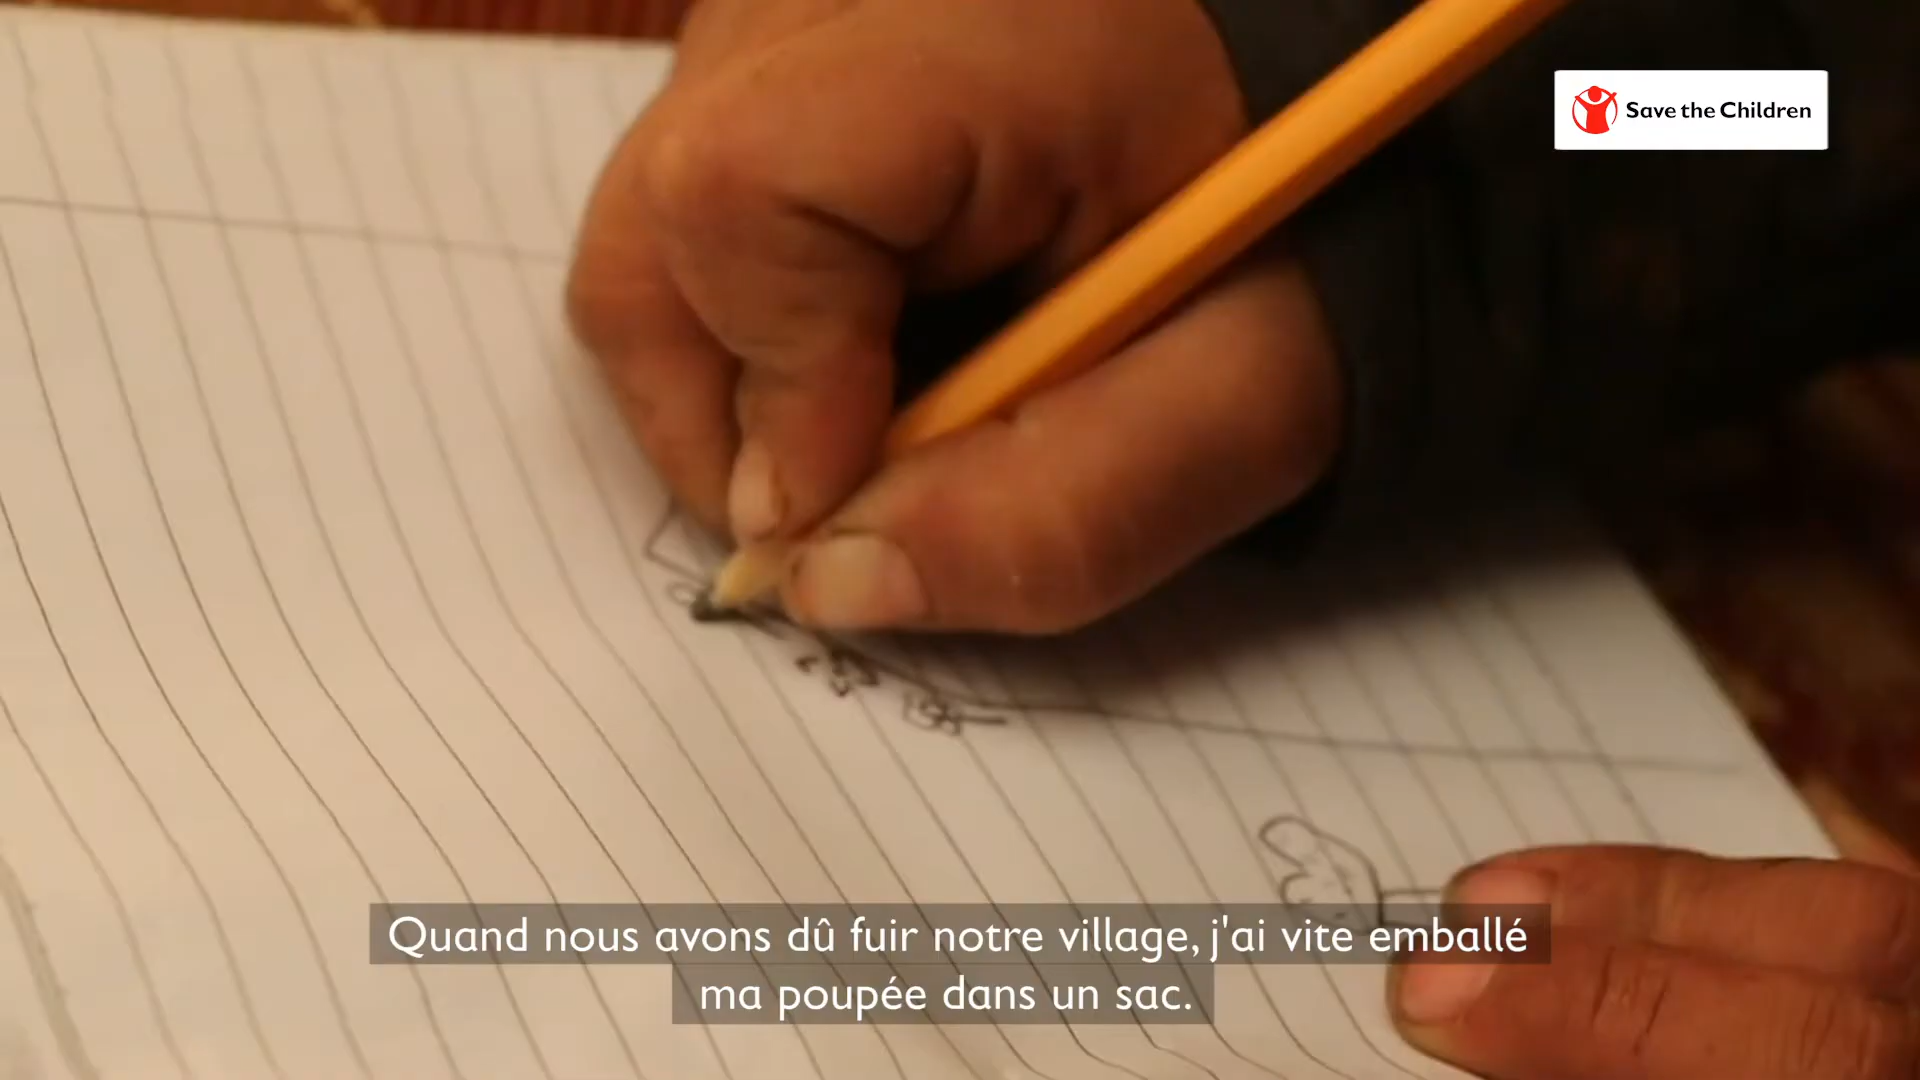 Save the Children
Quand nous avons dû fuir notre village, j'ai vite emballé
ma poupée dans un sac.